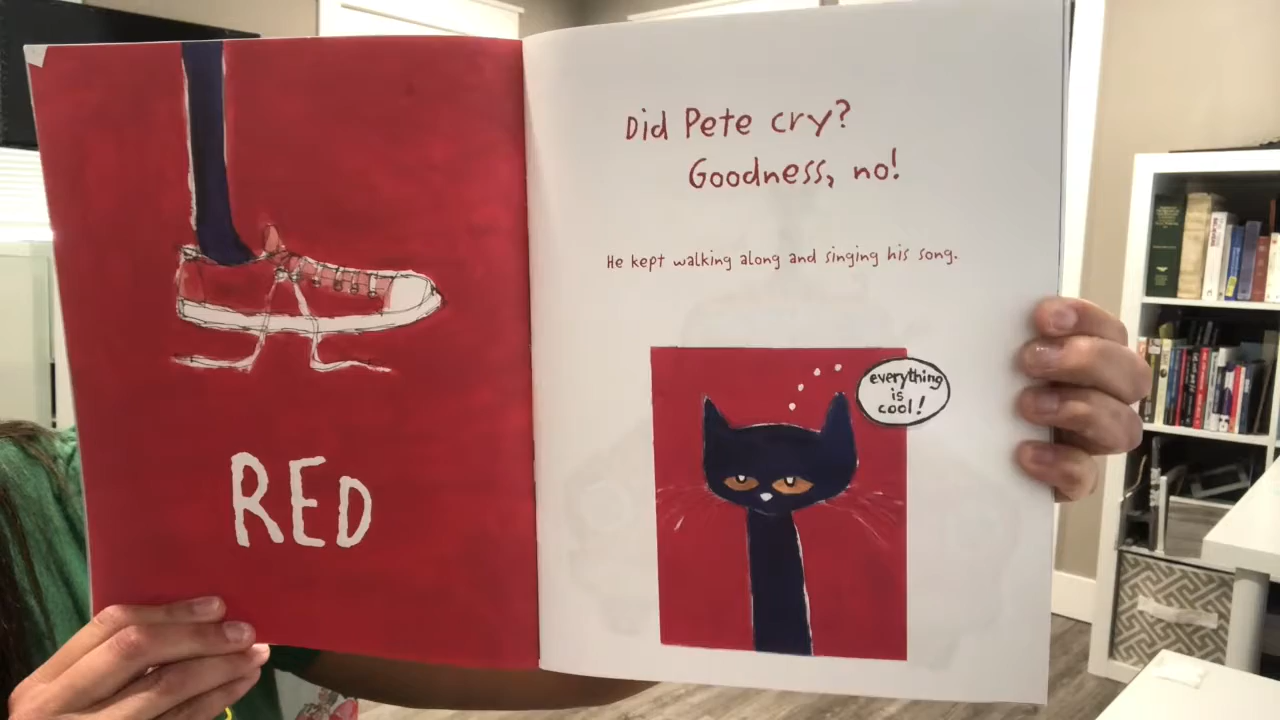 RED
Did Pete cry?
Goodness, no!
He kept walking along and singing his song.
everything
is
cool!